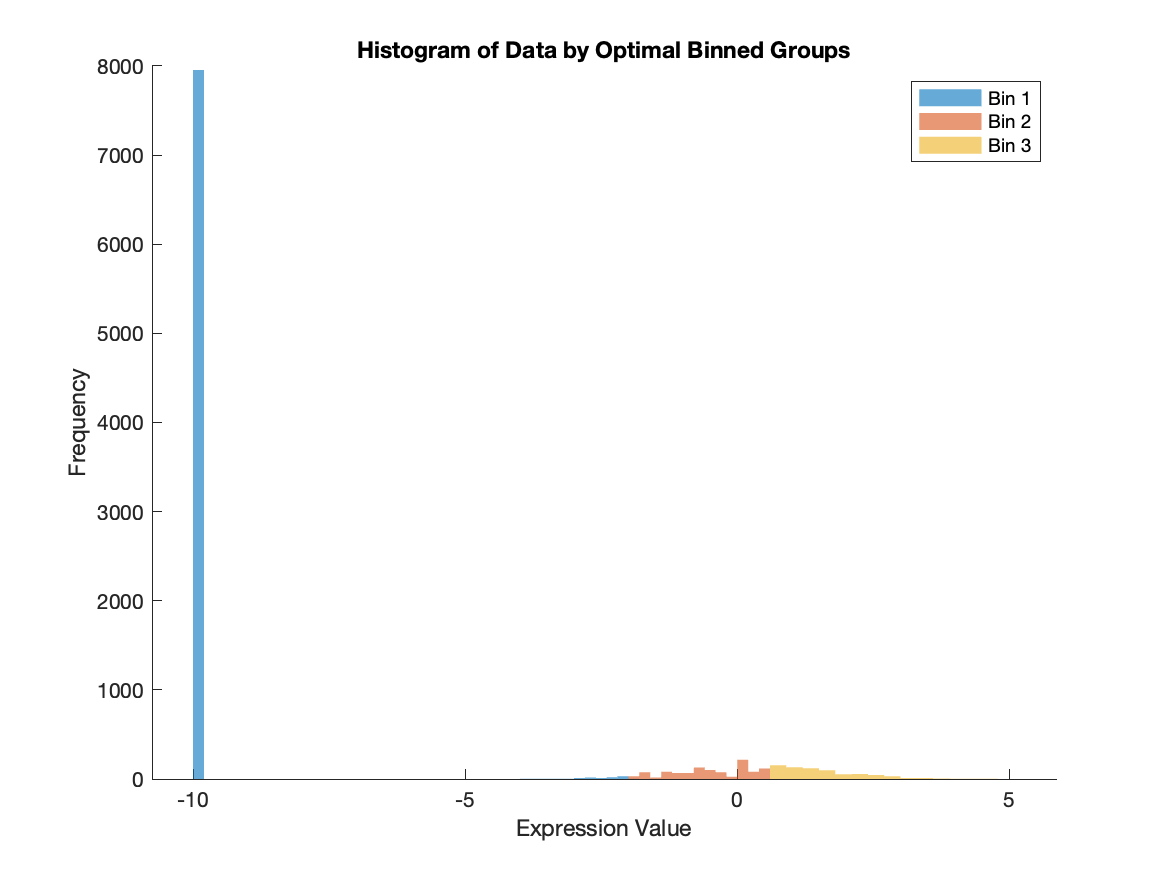 Histogram of Data by Optimal Binned Groups
Bin 1
Bin 2
Bin 3
8000
7000
6000
5000
4000
3000
2000
1000
0
Frequency
-10
-5
0
5
Expression Value